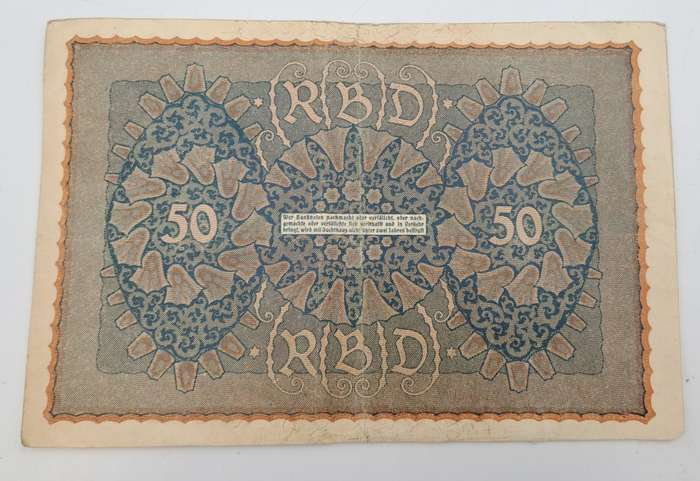 RBD
50
50
Wer Banknoten nachmacht oder verfälscht, oder nach-
gemachte oder verfälschte sich verschafft und in Verkehr
bringt, wird mit Zuchthaus nicht unter zwei Jahren bestraft
RBD